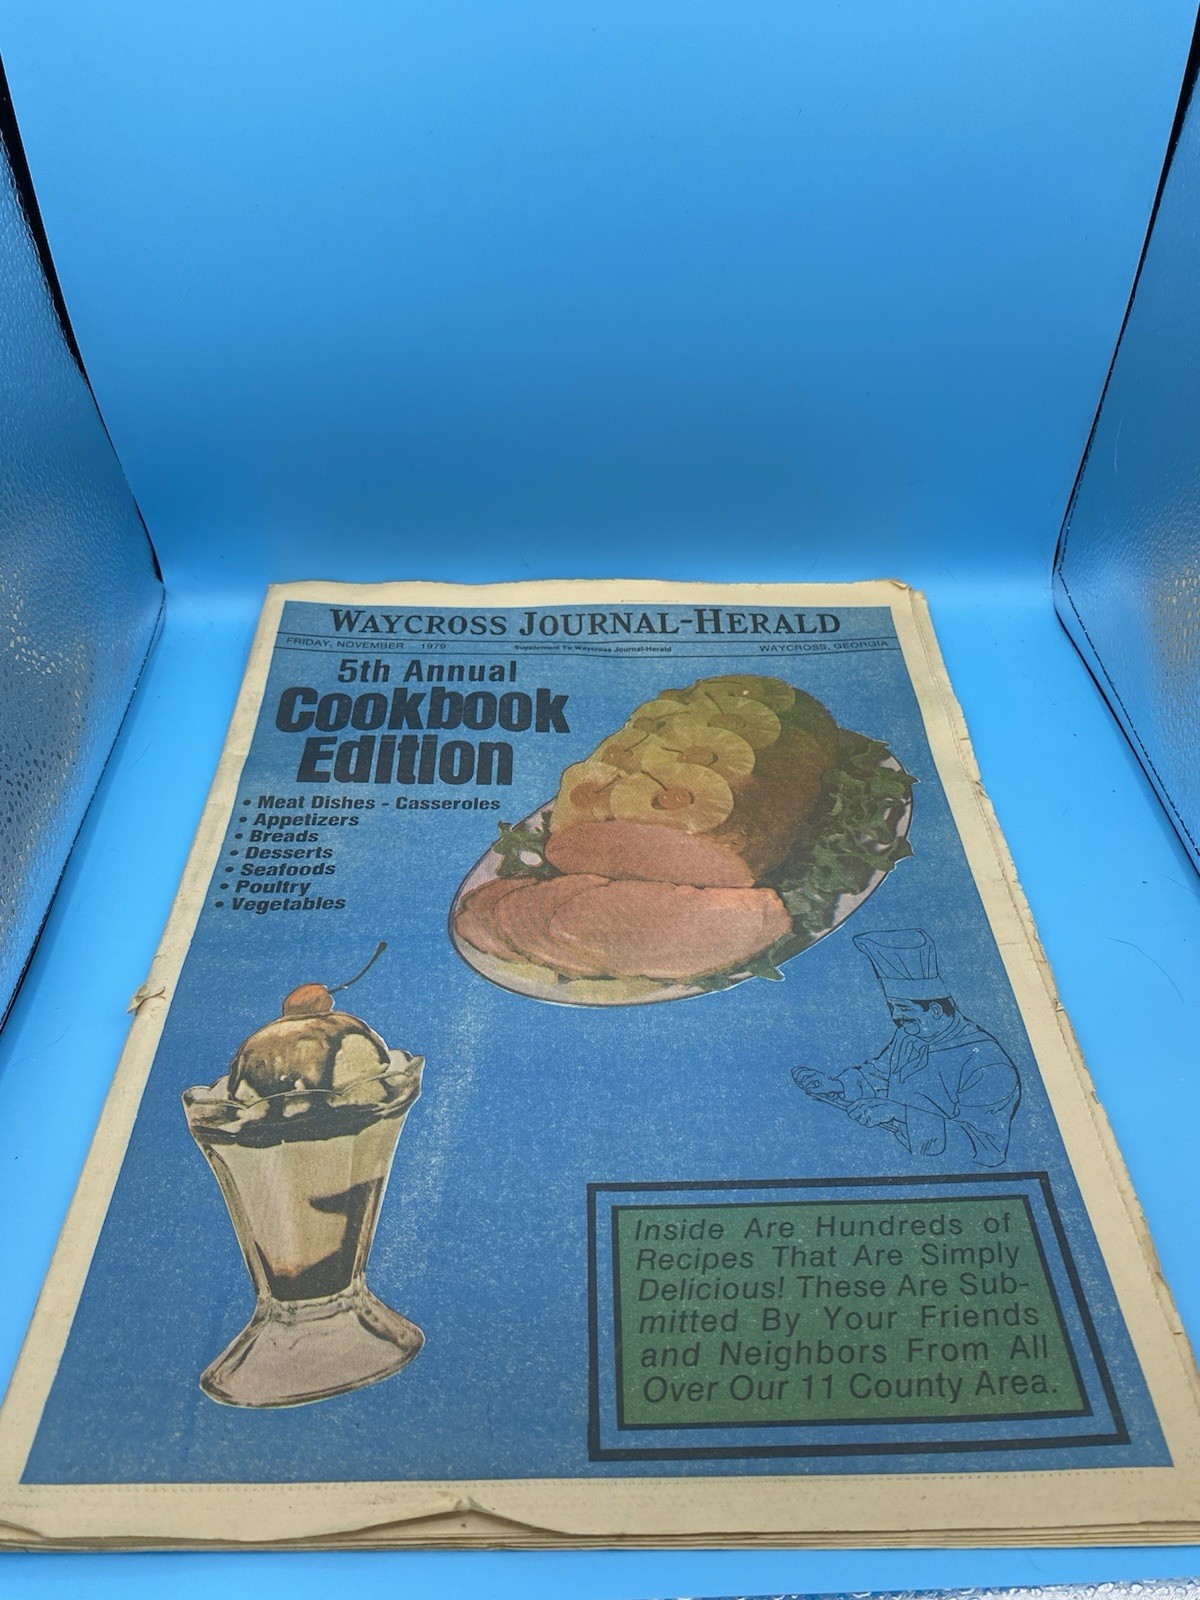 WAYCROSS JOURNAL-HERALD
FRIDAY, NOVEMBER 1979 Supplement To Waycross Journal-Herald WAYCROSS, GEORGIA
5th Annual
Cookbook
Edition
• Meat Dishes - Casseroles
• Appetizers
• Breads
• Desserts
• Seafoods
• Poultry
• Vegetables
Inside Are Hundreds of
Recipes That Are Simply
Delicious! These Are Sub-
mitted By Your Friends
and Neighbors From All
Over Our 11 County Area.